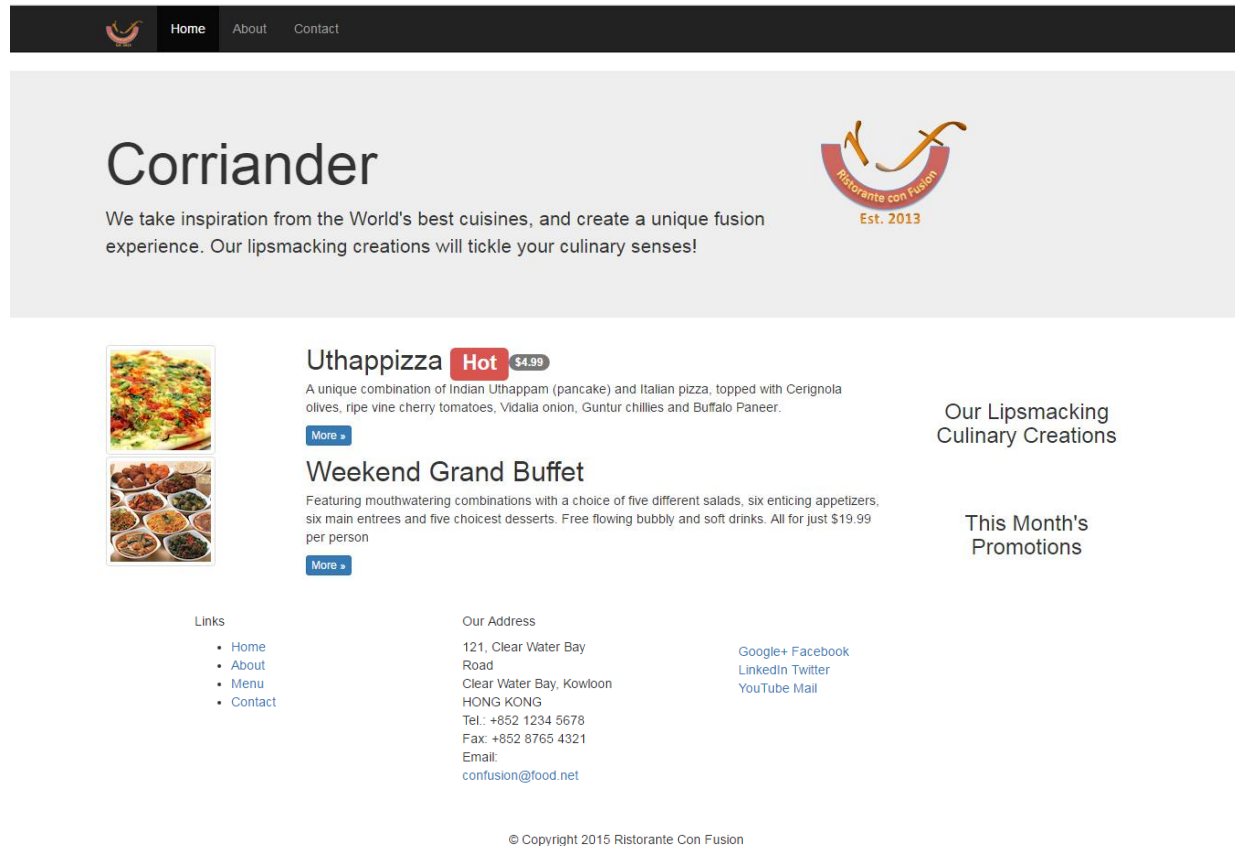 Home About Contact
Corriander
We take inspiration from the World's best cuisines, and create a unique fusion
experience. Our lipsmacking creations will tickle your culinary senses!
Ristorante con Fusion
Est. 2013
Uthappizza Hot $4.99
A unique combination of Indian Uthappam (pancake) and Italian pizza, topped with Cerignola
olives, ripe vine cherry tomatoes, Vidalia onion, Guntur chillies and Buffalo Paneer.
More »
Our Lipsmacking
Culinary Creations
Weekend Grand Buffet
Featuring mouthwatering combinations with a choice of five different salads, six enticing appetizers,
six main entrees and five choicest desserts. Free flowing bubbly and soft drinks. All for just $19.99
per person
More »
This Month's
Promotions
Links
Home
About
Menu
Contact
Our Address
121, Clear Water Bay
Road
Clear Water Bay, Kowloon
HONG KONG
Tel.: +852 1234 5678
Fax: +852 8765 4321
Email:
confusion@food.net
Google+ Facebook
LinkedIn Twitter
YouTube Mail
© Copyright 2015 Ristorante Con Fusion